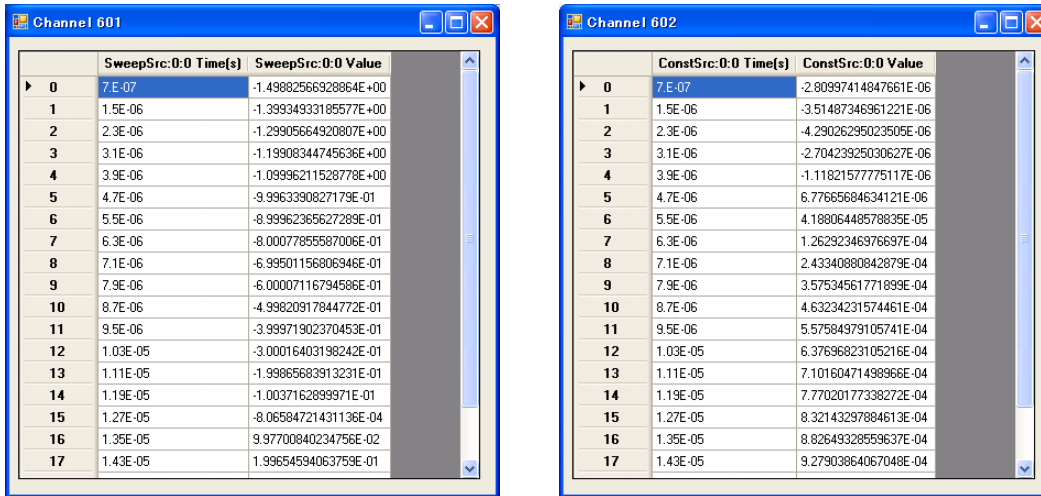 Channel 601
SweepSrc:0:0 Time(s) SweepSrc:0:0 Value
0 7.E-07 -1.49882566928864E+00
1 1.5E-06 -1.39934933185577E+00
2 2.3E-06 -1.29905664920807E+00
3 3.1E-06 -1.19908344745636E+00
4 3.9E-06 -1.09996211528778E+00
5 4.7E-06 -9.9963390827179E-01
6 5.5E-06 -8.99962365627289E-01
7 6.3E-06 -8.00077855587006E-01
8 7.1E-06 -6.99501156806946E-01
9 7.9E-06 -6.00007116794586E-01
10 8.7E-06 -4.99820917844772E-01
11 9.5E-06 -3.99971902370453E-01
12 1.03E-05 -3.00016403198242E-01
13 1.11E-05 -1.99865683913231E-01
14 1.19E-05 -1.0037162899971E-01
15 1.27E-05 -8.06584721431136E-04
16 1.35E-05 9.97700840234756E-02
17 1.43E-05 1.99654594063759E-01
Channel 602
ConstSrc:0:0 Time(s) ConstSrc:0:0 Value
0 7.E-07 -2.80997414847661E-06
1 1.5E-06 -3.51487346961221E-06
2 2.3E-06 -4.29026295023505E-06
3 3.1E-06 -2.70423925030627E-06
4 3.9E-06 -1.11821577775117E-06
5 4.7E-06 6.77665684634121E-06
6 5.5E-06 4.18806448578835E-05
7 6.3E-06 1.26292346976697E-04
8 7.1E-06 2.43340880842879E-04
9 7.9E-06 3.57534561771899E-04
10 8.7E-06 4.63234231574461E-04
11 9.5E-06 5.57584979105741E-04
12 1.03E-05 6.37696823105216E-04
13 1.11E-05 7.10160471498966E-04
14 1.19E-05 7.77020177338272E-04
15 1.27E-05 8.32143297884613E-04
16 1.35E-05 8.82649328559637E-04
17 1.43E-05 9.27903864067048E-04